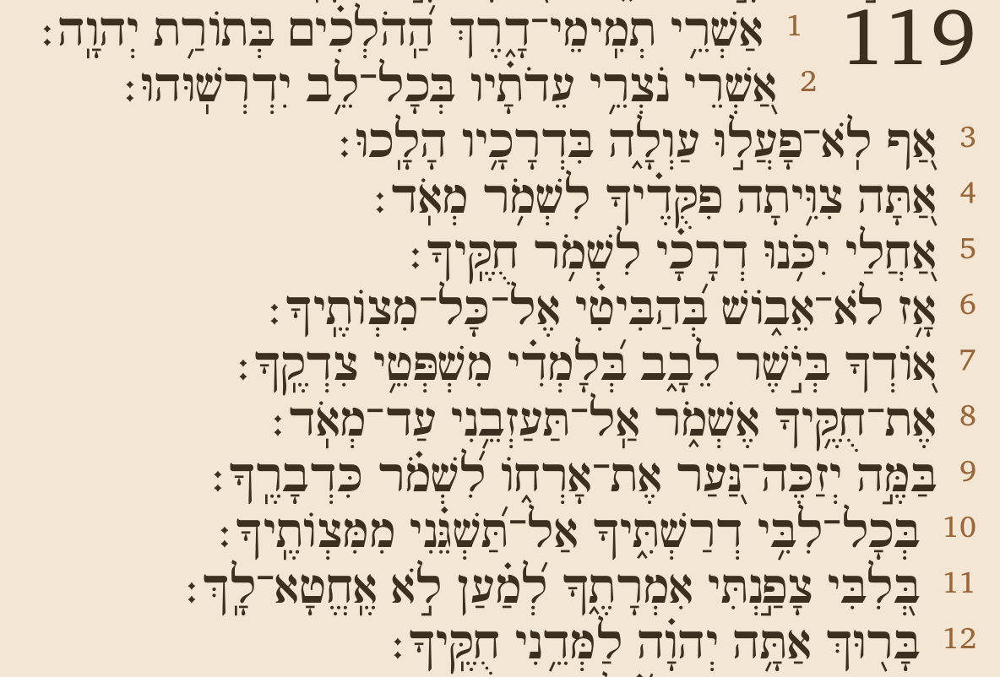 119 1 אַשְׁרֵ֥י תְמִֽימֵי־דָ֑רֶךְ הַֽ֝הֹלְכִ֗ים בְּתוֹרַ֥ת יְהוָֽה׃
2 אַ֭שְׁרֵי נֹצְרֵ֥י עֵדֹתָ֗יו בְּכָל־לֵ֥ב יִדְרְשֽׁוּהוּ׃
3 אַ֭ף לֹֽא־פָעֲל֣וּ עַוְלָ֑ה בִּדְרָכָ֥יו הָלָֽכוּ׃
4 אַ֭תָּה צִוִּ֥יתָה פִקֻּדֶ֗יךָ לִשְׁמֹ֥ר מְאֹֽד׃
5 אַ֭חֲלַי יִכֹּ֥נוּ דְרָכָ֗י לִשְׁמֹ֥ר חֻקֶּֽיךָ׃
6 אָ֥ז לֹא־אֵב֑וֹשׁ בְּ֝הַבִּיטִ֗י אֶל־כָּל־מִצְוֺתֶֽיךָ׃
7 א֭וֹדְךָ בְּיֹ֣שֶׁר לֵבָ֑ב בְּ֝לָמְדִ֗י מִשְׁפְּטֵ֥י צִדְקֶֽךָ׃
8 אֶת־חֻקֶּ֥יךָ אֶשְׁמֹ֑ר אַֽל־תַּעַזְבֵ֥נִי עַד־מְאֹֽד׃
9 בַּמֶּ֣ה יְזַכֶּה־נַּ֭עַר אֶת־אָרְח֑וֹ לִ֝שְׁמֹ֗ר כִּדְבָרֶֽךָ׃
10 בְּכָל־לִבִּ֥י דְרַשְׁתִּ֑יךָ אַל־תַּ֝שְׁגֵּ֗נִי מִמִּצְוֺתֶֽיךָ׃
11 בְּ֭לִבִּי צָפַ֣נְתִּי אִמְרָתֶ֑ךָ לְ֝מַ֗עַן לֹ֣א אֶֽחֱטָא־לָֽךְ׃
12 בָּר֖וּךְ אַתָּ֥ה יְהוָ֗ה לַמְּדֵ֥נִי חֻקֶּֽיךָ׃